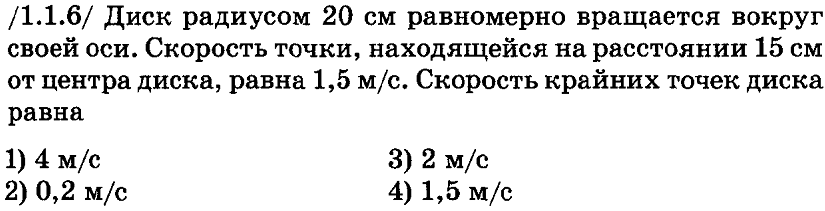 /1.1.6/ Диск радиусом 20 см равномерно вращается вокруг
своей оси. Скорость точки, находящейся на расстоянии 15 см
от центра диска, равна 1,5 м/с. Скорость крайних точек диска
равна
1) 4 м/с 3) 2 м/с
2) 0,2 м/с 4) 1,5 м/с